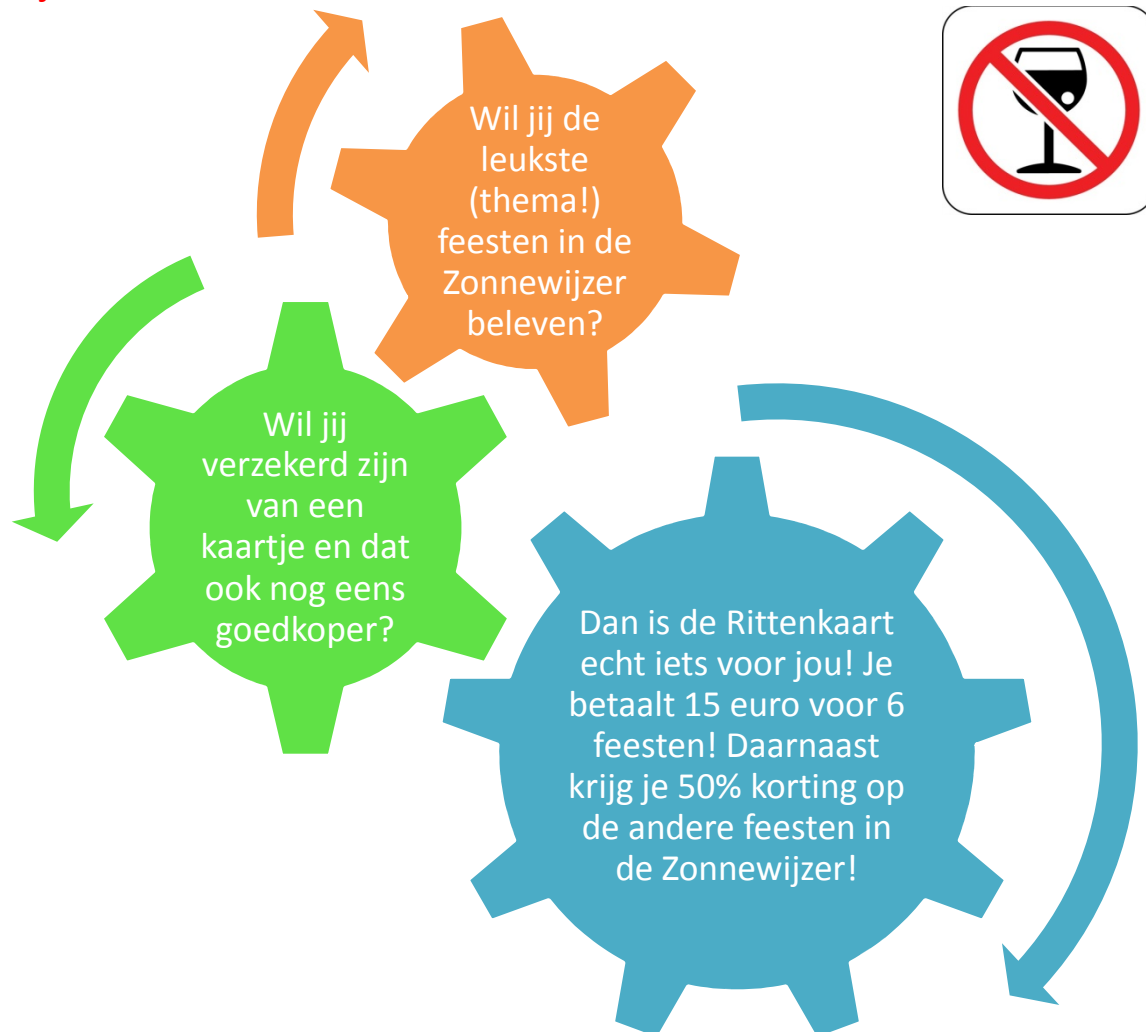 Wil jij de
leukste
(thema!)
feesten in de
Zonnewijzer
beleven?
Wil jij
verzekerd zijn
van een
kaartje en dat
ook nog eens
goedkoper?
Dan is de Rittenkaart
echt iets voor jou! Je
betaalt 15 euro voor 6
feesten! Daarnaast
krijg je 50% korting op
de andere feesten in
de Zonnewijzer!